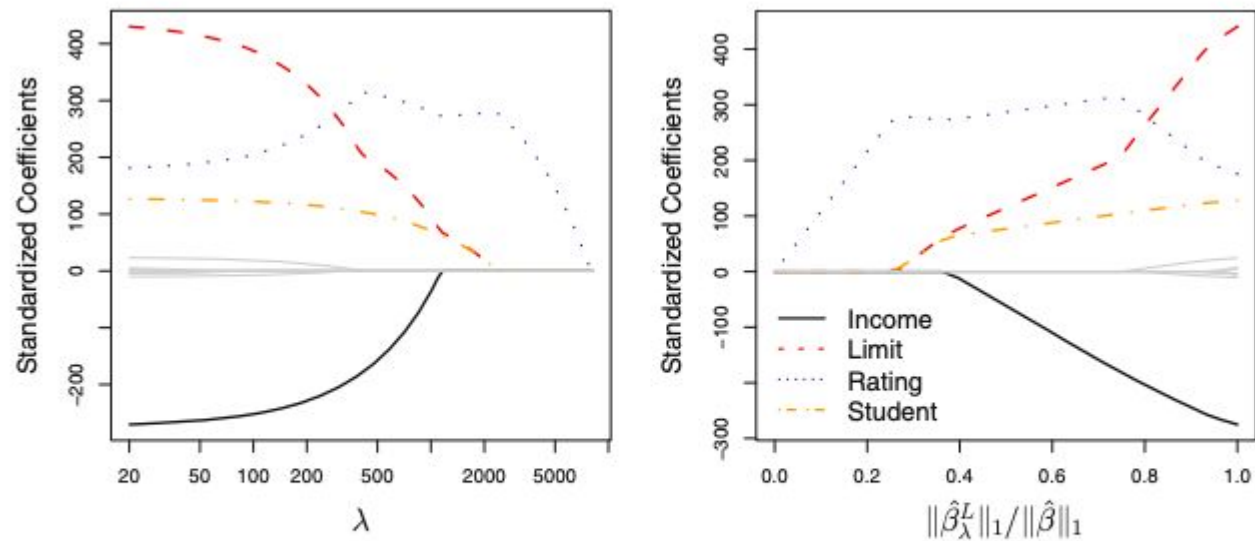 Standardized Coefficients
400
300
200
100
0
−200
20 50 100 200 500 2000 5000
λ
Standardized Coefficients
400
300
200
100
0
−100
−300
Income
Limit
Rating
Student
0.0 0.2 0.4 0.6 0.8 1.0
‖β̂λᴸ‖₁/‖β̂‖₁